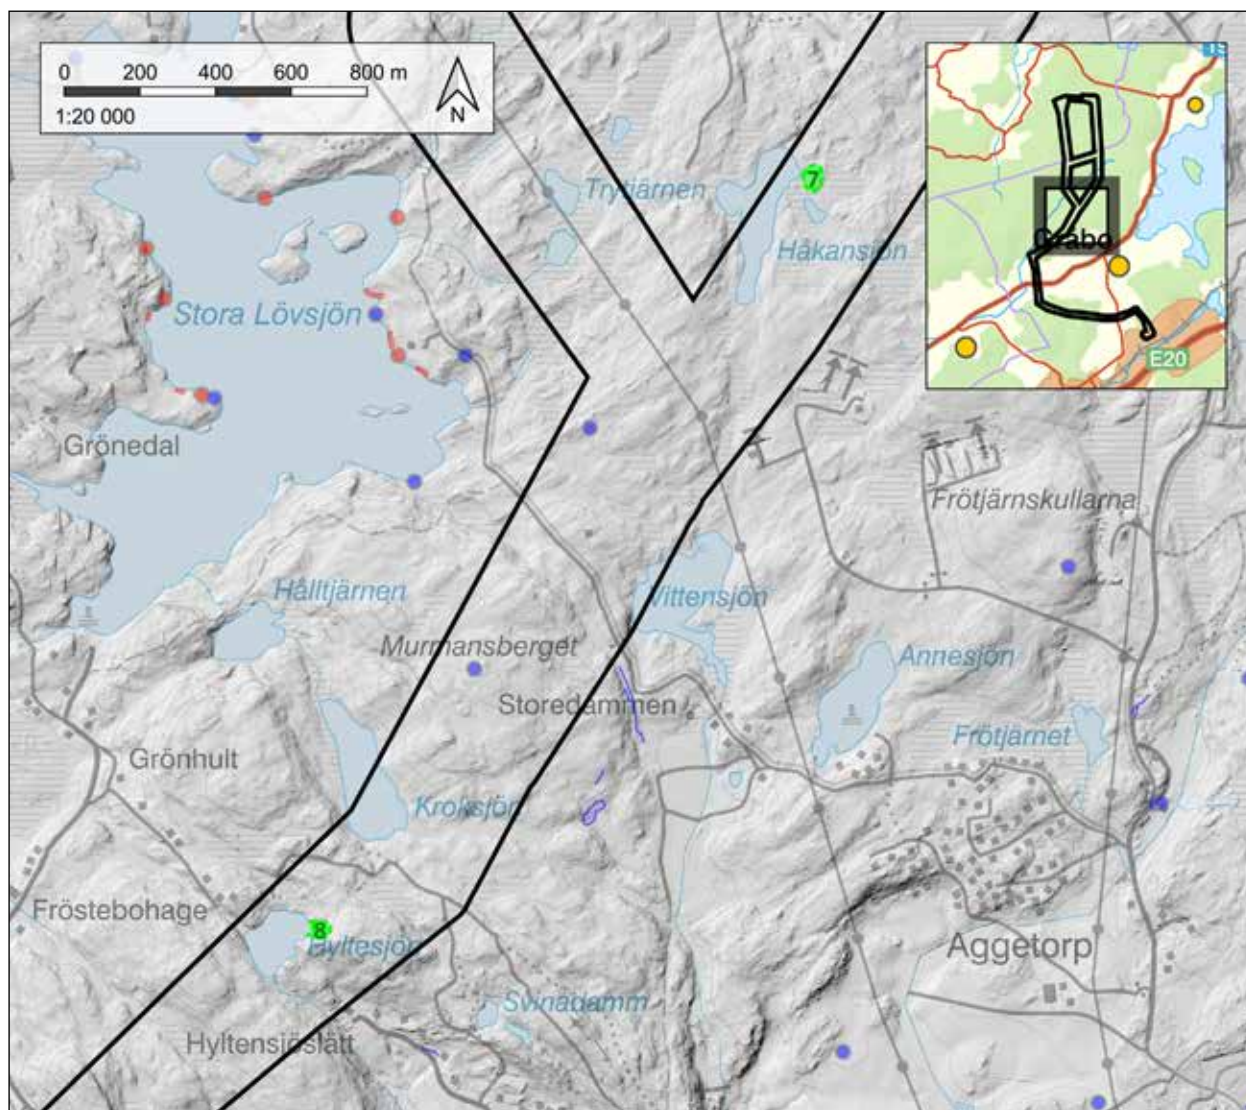 0 200 400 600 800 m
1:20 000
N
E20
7
Trytjärnen
Håkansjön
Stora Lövsjön
Grönedal
Frötjärnskullarna
Hålltjärnen
Vittensjön
Murmansberget
Annesjön
Storedammen
Frötjärnet
Grönhult
Kroksjön
Fröstebohage
8
Hyltesjön
Aggetorp
Svinadamm
Hyltensjöslätt